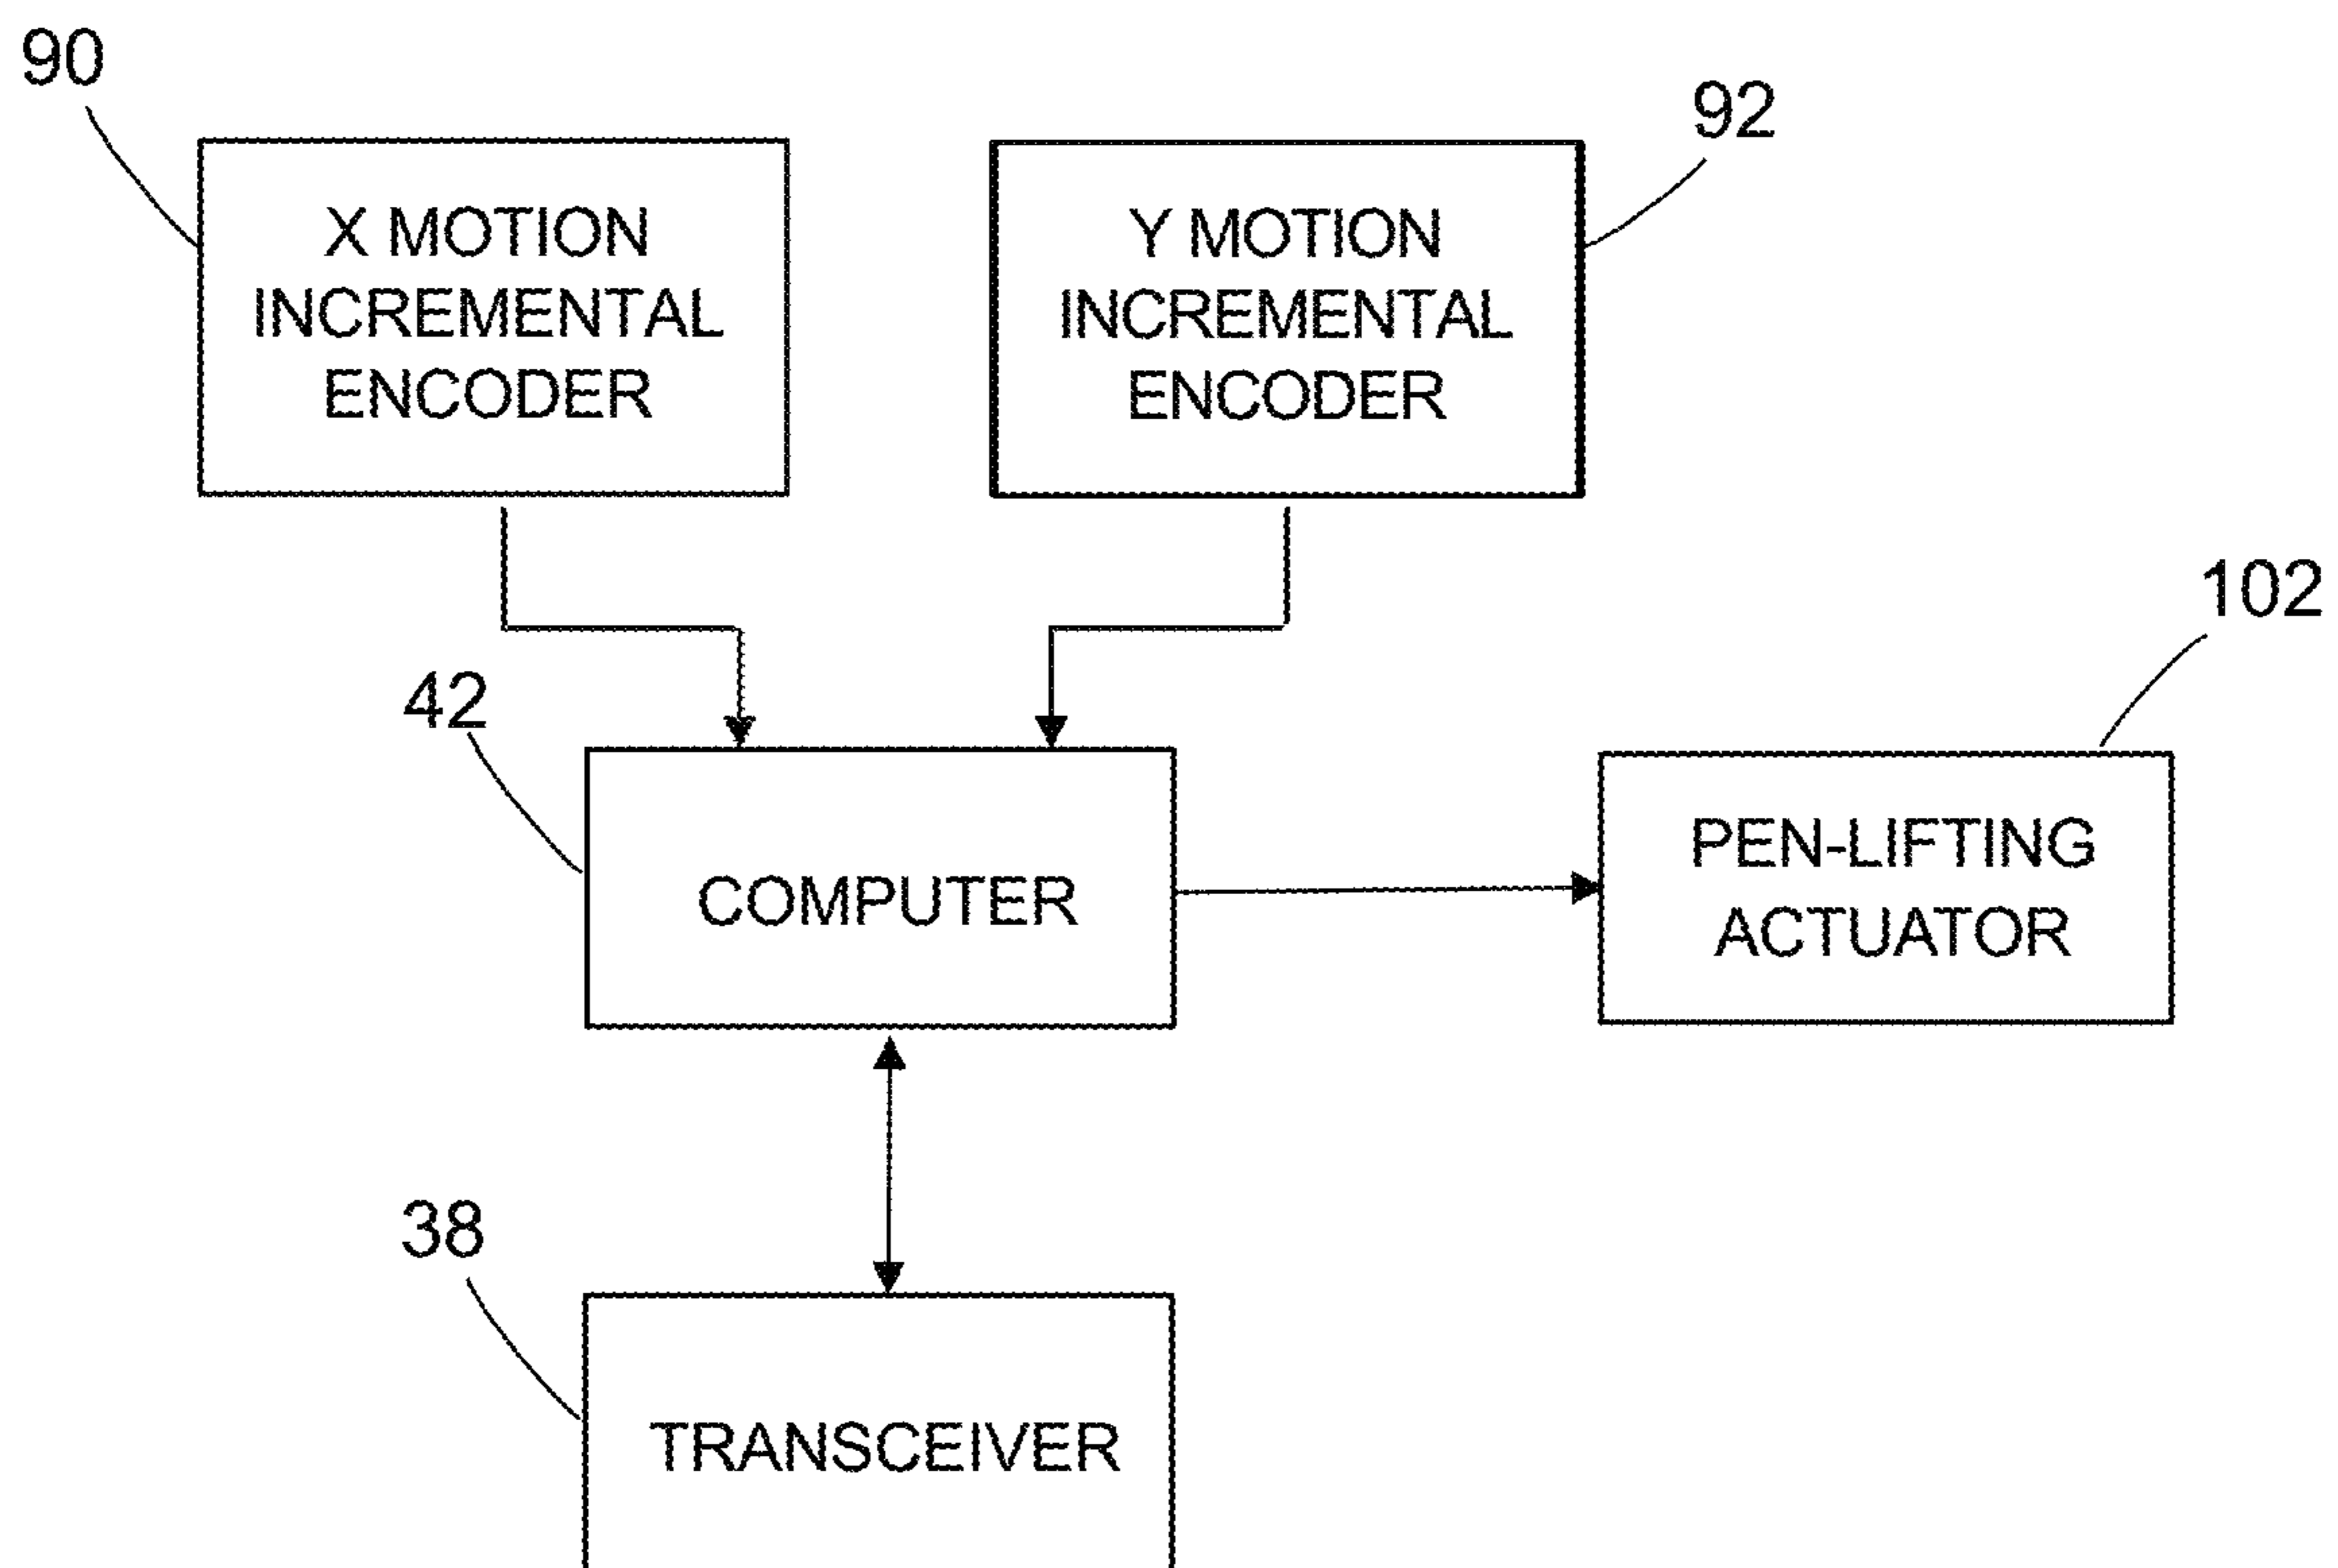 90
92
X MOTION
INCREMENTAL
ENCODER
Y MOTION
INCREMENTAL
ENCODER
102
42
COMPUTER
PEN-LIFTING
ACTUATOR
38
TRANSCEIVER